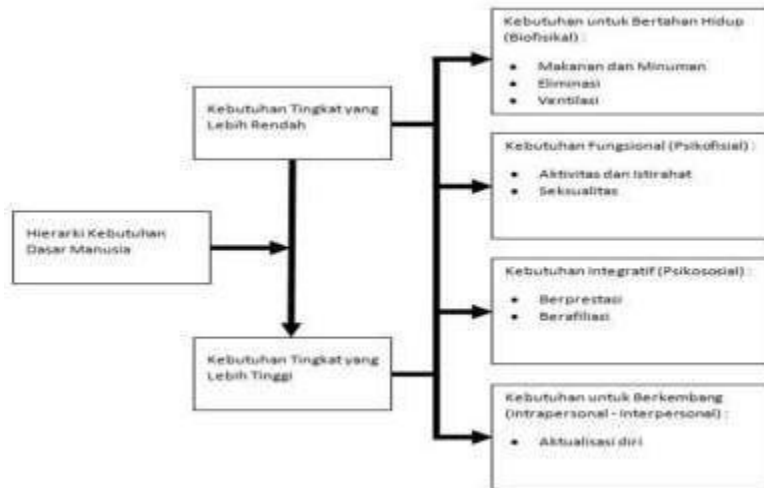 Kebutuhan untuk Bertahan Hidup
(Biofisikal) :
• Makanan dan Minuman
• Eliminasi
• Ventilasi
Kebutuhan Tingkat yang
Lebih Rendah
Kebutuhan Fungsional (Psikofisial) :
• Aktivitas dan Istirahat
• Seksualitas
Hierarki Kebutuhan
Dasar Manusia
Kebutuhan Integratif (Psikososial) :
• Berprestasi
• Berafiliasi
Kebutuhan Tingkat yang
Lebih Tinggi
Kebutuhan untuk Berkembang
(Intrapersonal - Interpersonal) :
• Aktualisasi diri